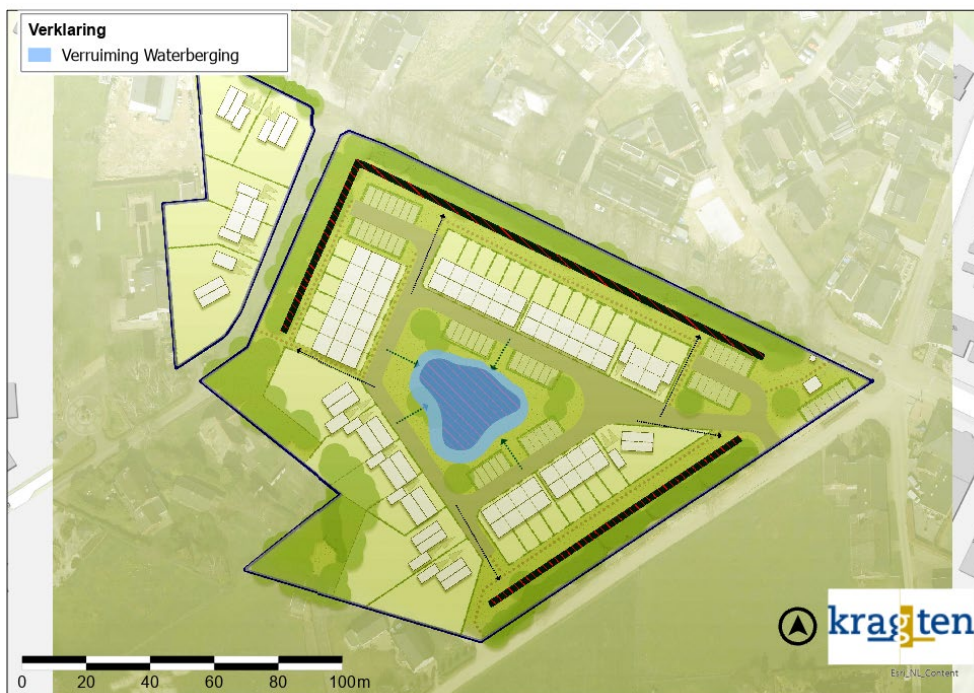 Verklaring
Verruiming Waterberging
kragten
0 20 40 60 80 100m
Esri_NL_Content